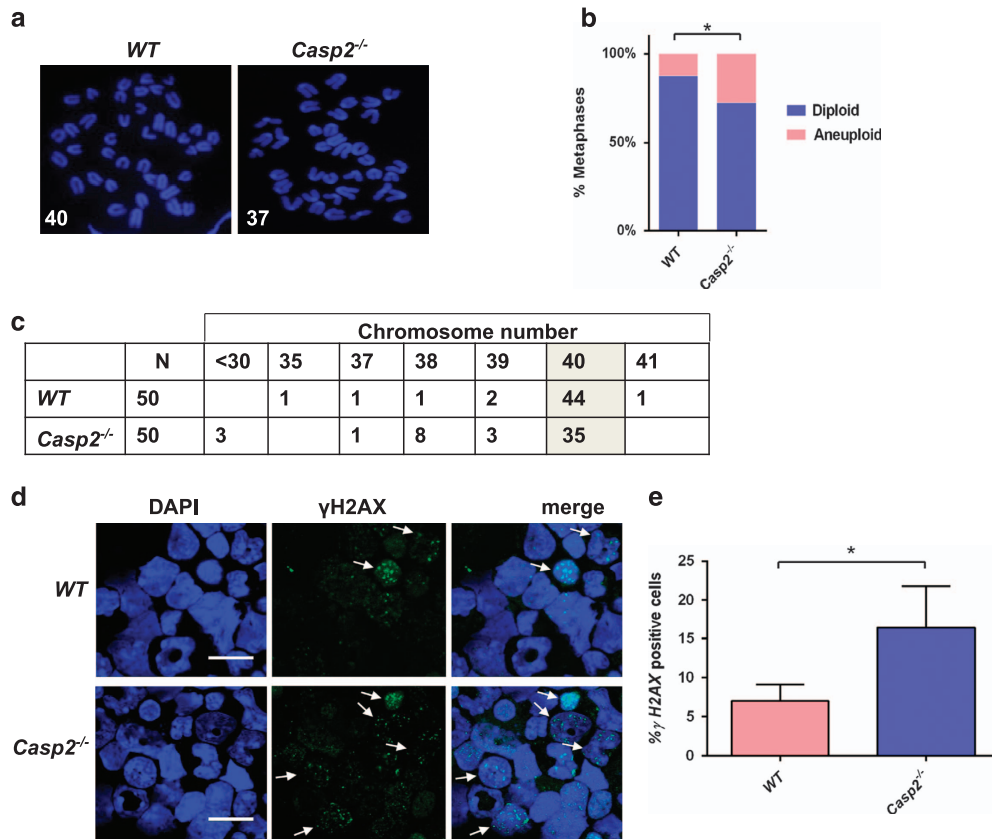 a
WT Casp2-/-
40 37
b
*
100%
50%
0%
% Metaphases
WT Casp2-/-
Diploid
Aneuploid
c
Chromosome number
N <30 35 37 38 39 40 41
WT 50 1 1 1 2 44 1
Casp2-/- 50 3 1 8 3 35
d
DAPI γH2AX merge
WT
Casp2-/-
e
*
25
20
15
10
5
0
%γ H2AX positive cells
WT Casp2-/-